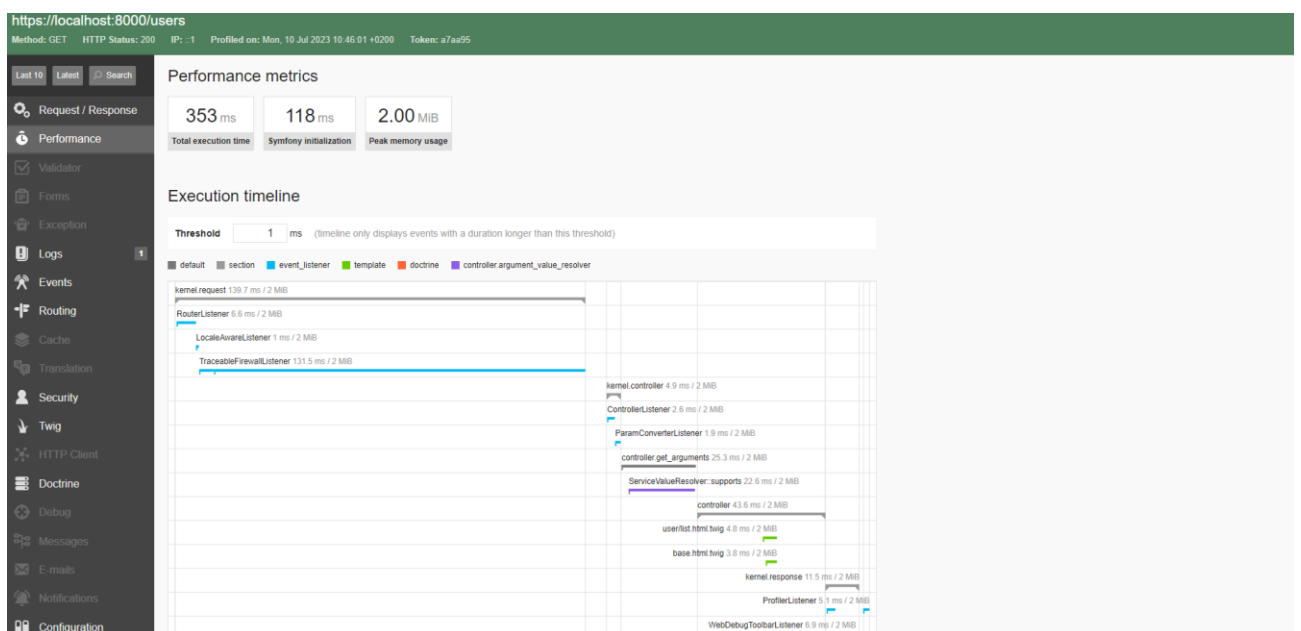 https://localhost:8000/users
Method: GET HTTP Status: 200 IP: ::1 Profiled on: Mon, 10 Jul 2023 10:46:01 +0200 Token: a7aa95
Last 10 Latest Search
Request / Response
Performance
Validator
Forms
Exception
Logs 1
Events
Routing
Cache
Translation
Security
Twig
HTTP Client
Doctrine
Debug
Messages
E-mails
Notifications
Configuration
Performance metrics
353 ms
Total execution time
118 ms
Symfony initialization
2.00 MiB
Peak memory usage
Execution timeline
Threshold 1 ms (timeline only displays events with a duration longer than this threshold)
default section event_listener template doctrine controller.argument_value_resolver
kernel.request 139.7 ms / 2 MiB
RouterListener 6.6 ms / 2 MiB
LocaleAwareListener 1 ms / 2 MiB
TraceableFirewallListener 131.5 ms / 2 MiB
kernel.controller 4.9 ms / 2 MiB
ControllerListener 2.6 ms / 2 MiB
ParamConverterListener 1.9 ms / 2 MiB
controller.get_arguments 25.3 ms / 2 MiB
ServiceValueResolver::supports 22.6 ms / 2 MiB
controller 43.6 ms / 2 MiB
user/list.html.twig 4.8 ms / 2 MiB
base.html.twig 3.8 ms / 2 MiB
kernel.response 11.5 ms / 2 MiB
ProfilerListener 5.1 ms / 2 MiB
WebDebugToolbarListener 6.9 ms / 2 MiB